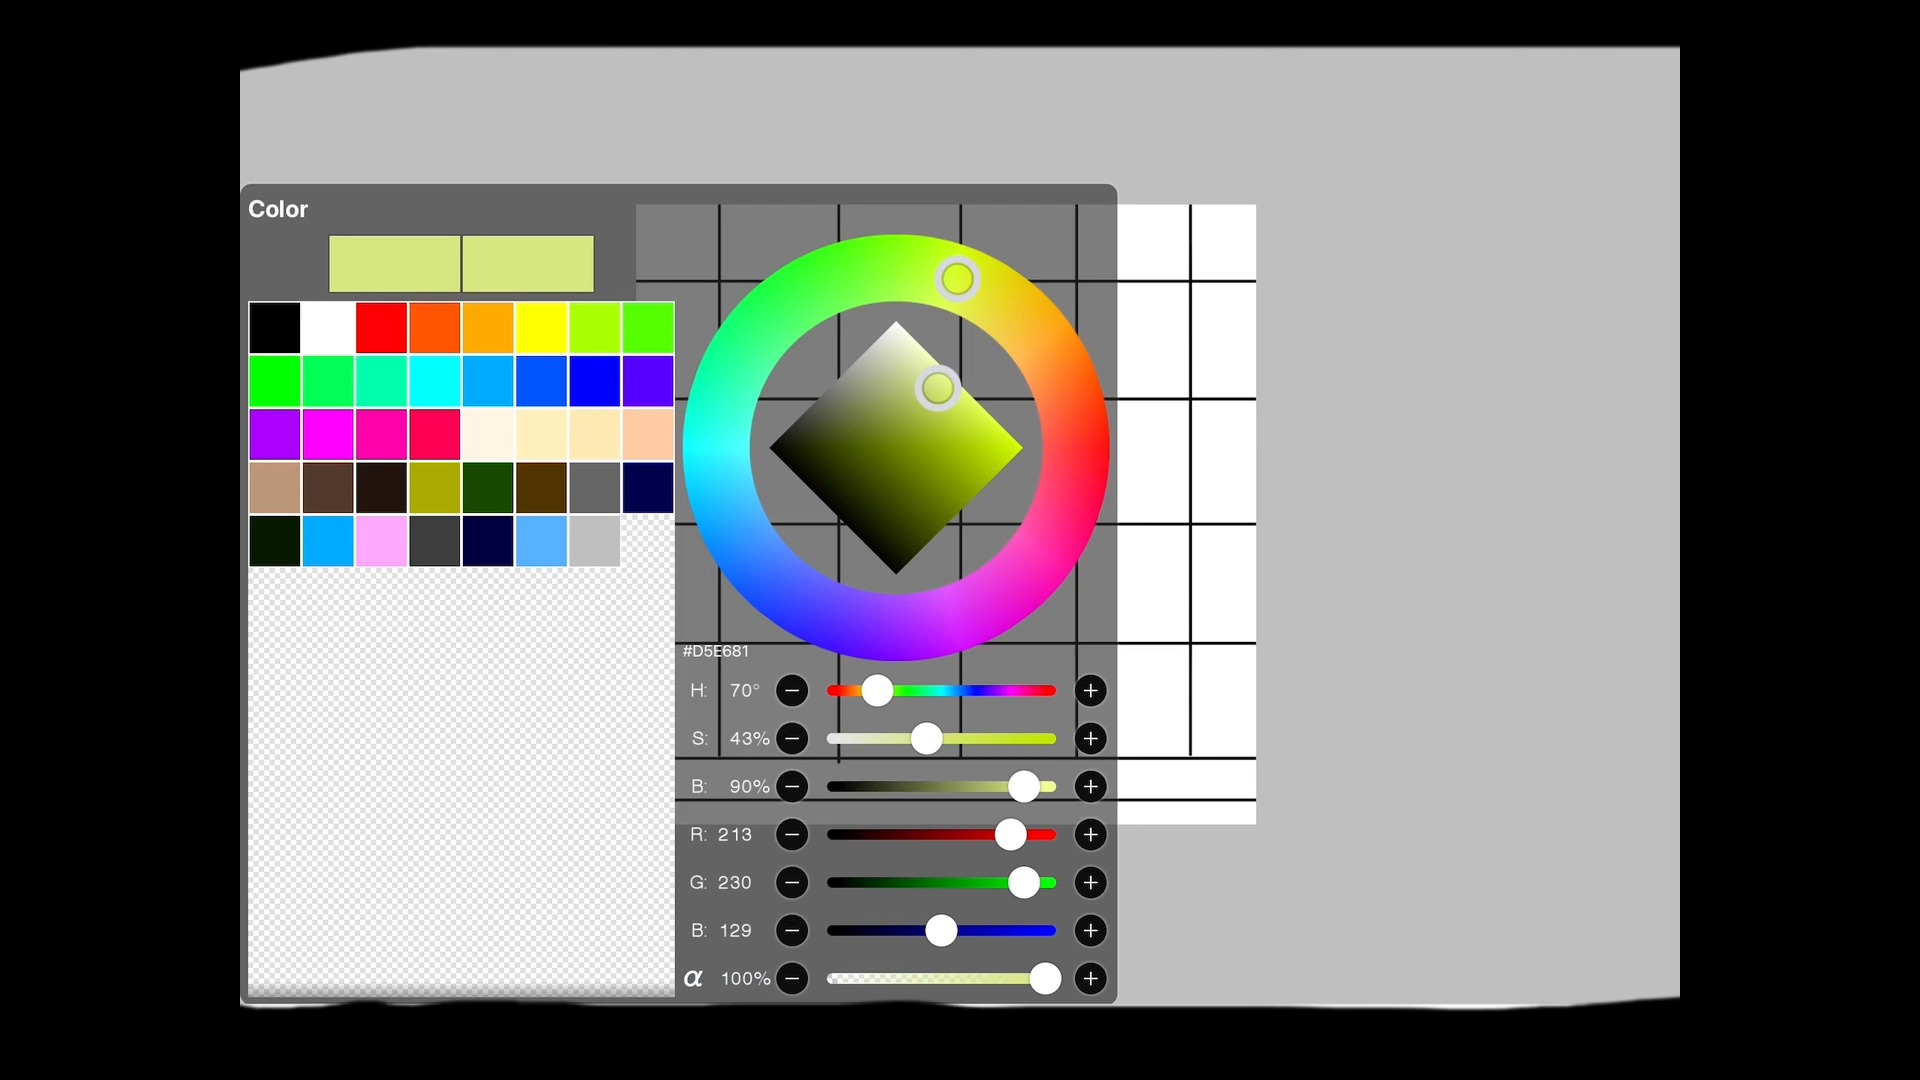 Color
#D5E681
H: 70°
S: 43%
B: 90%
R: 213
G: 230
B: 129
α 100%